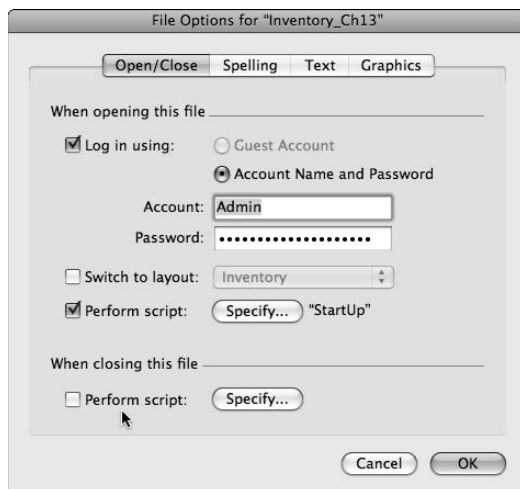 File Options for "Inventory_Ch13"
Open/Close Spelling Text Graphics
When opening this file
Log in using: Guest Account
Account Name and Password
Account: Admin
Password: ••••••••••••••••••••
Switch to layout: Inventory
Perform script: Specify... "StartUp"
When closing this file
Perform script: Specify...
Cancel OK